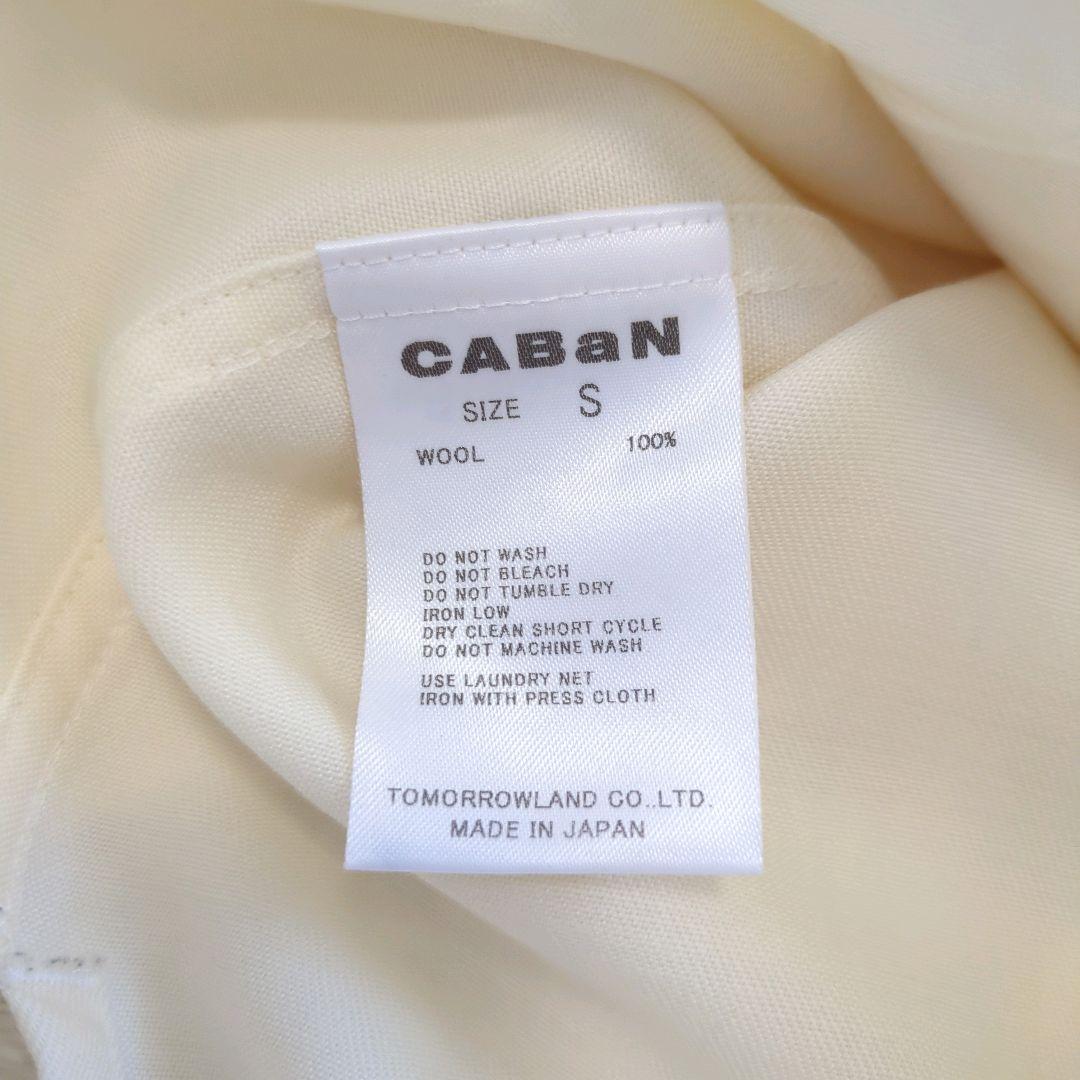 CABaN
SIZE S
WOOL 100%
DO NOT WASH
DO NOT BLEACH
DO NOT TUMBLE DRY
IRON LOW
DRY CLEAN SHORT CYCLE
DO NOT MACHINE WASH
USE LAUNDRY NET
IRON WITH PRESS CLOTH
TOMORROWLAND CO.,LTD.
MADE IN JAPAN